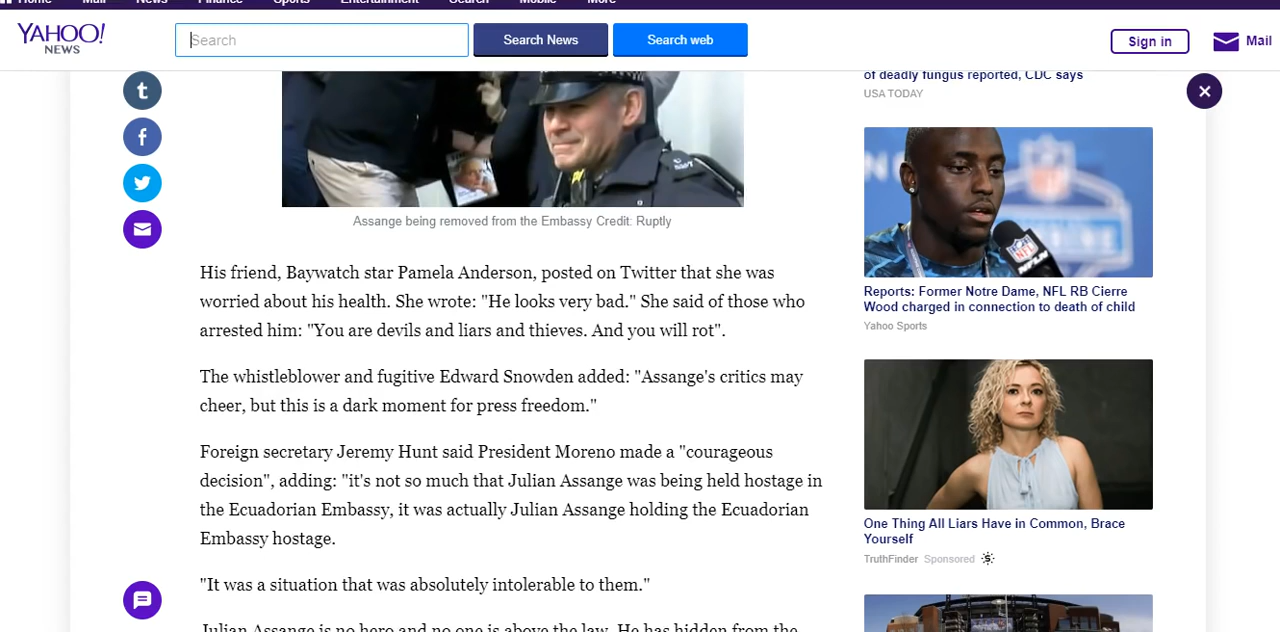 Home Mail News Finance Sports Entertainment Search Mobile More
YAHOO!
NEWS
Search
Search News
Search web
Sign in
Mail
t
f
Assange being removed from the Embassy Credit: Ruptly
His friend, Baywatch star Pamela Anderson, posted on Twitter that she was
worried about his health. She wrote: "He looks very bad." She said of those who
arrested him: "You are devils and liars and thieves. And you will rot".
The whistleblower and fugitive Edward Snowden added: "Assange's critics may
cheer, but this is a dark moment for press freedom."
Foreign secretary Jeremy Hunt said President Moreno made a "courageous
decision", adding: "it's not so much that Julian Assange was being held hostage in
the Ecuadorian Embassy, it was actually Julian Assange holding the Ecuadorian
Embassy hostage.
"It was a situation that was absolutely intolerable to them."
Julian Assange is no hero and no one is above the law. He has hidden from the
of deadly fungus reported, CDC says
USA TODAY
NFL
Reports: Former Notre Dame, NFL RB Cierre
Wood charged in connection to death of child
Yahoo Sports
One Thing All Liars Have in Common, Brace
Yourself
TruthFinder Sponsored